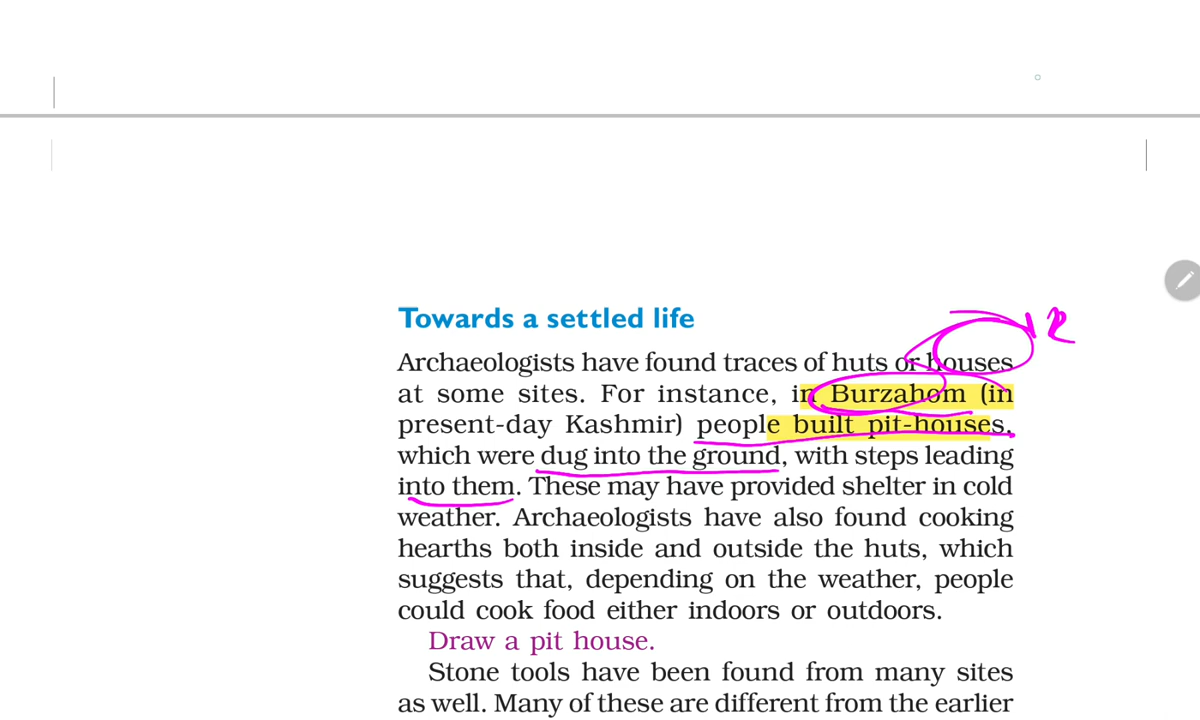 Towards a settled life
Archaeologists have found traces of huts or houses
at some sites. For instance, in Burzahom (in
present-day Kashmir) people built pit-houses,
which were dug into the ground, with steps leading
into them. These may have provided shelter in cold
weather. Archaeologists have also found cooking
hearths both inside and outside the huts, which
suggests that, depending on the weather, people
could cook food either indoors or outdoors.
Draw a pit house.
Stone tools have been found from many sites
as well. Many of these are different from the earlier